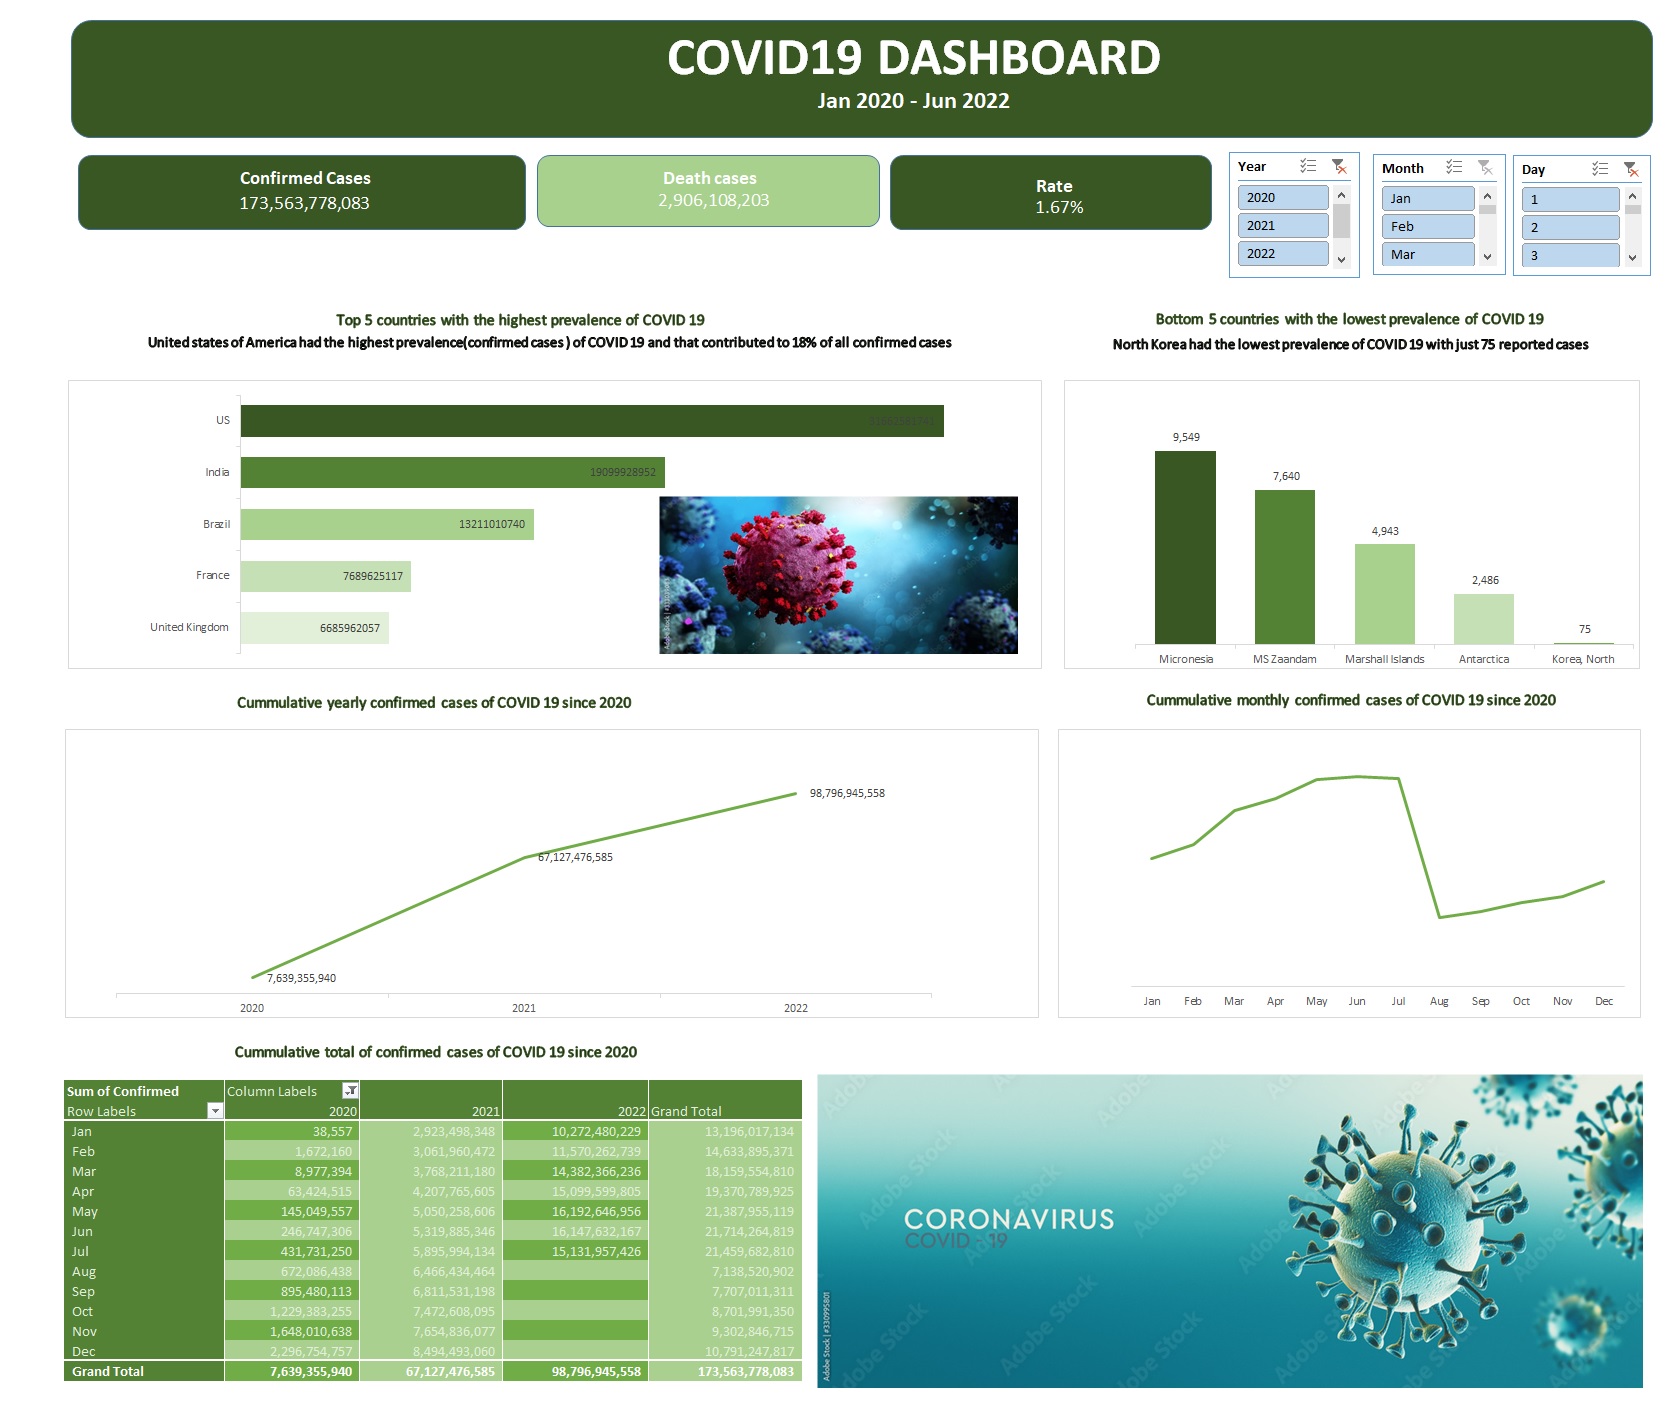 COVID19 DASHBOARD
Jan 2020 - Jun 2022
Confirmed Cases
173,563,778,083
Death cases
2,906,108,203
Rate
1.67%
Year
2020
2021
2022
Month
Jan
Feb
Mar
Day
1
2
3
Top 5 countries with the highest prevalence of COVID 19
United states of America had the highest prevalence(confirmed cases ) of COVID 19 and that contributed to 18% of all confirmed cases
US
India 19099928952
Brazil 13211010740
France 7689625117
United Kingdom 6685962057
Adobe Stock
Bottom 5 countries with the lowest prevalence of COVID 19
North Korea had the lowest prevalence of COVID 19 with just 75 reported cases
9,549
7,640
4,943
2,486
75
Micronesia MS Zaandam Marshall Islands Antarctica Korea, North
Cummulative yearly confirmed cases of COVID 19 since 2020
98,796,945,558
67,127,476,585
7,639,355,940
2020 2021 2022
Cummulative monthly confirmed cases of COVID 19 since 2020
Jan Feb Mar Apr May Jun Jul Aug Sep Oct Nov Dec
Cummulative total of confirmed cases of COVID 19 since 2020
Sum of Confirmed Column Labels
Row Labels 2020 2021 2022 Grand Total
Jan 38,557 2,923,498,348 10,272,480,229 13,196,017,134
Feb 1,672,160 3,061,960,472 11,570,262,739 14,633,895,371
Mar 8,977,394 3,768,211,180 14,382,366,236 18,159,554,810
Apr 63,424,515 4,207,765,605 15,099,599,805 19,370,789,925
May 145,049,557 5,050,258,606 16,192,646,956 21,387,955,119
Jun 246,747,306 5,319,885,346 16,147,632,167 21,714,264,819
Jul 431,731,250 5,895,994,134 15,131,957,426 21,459,682,810
Aug 672,086,438 6,466,434,464 7,138,520,902
Sep 895,480,113 6,811,531,198 7,707,011,311
Oct 1,229,383,255 7,472,608,095 8,701,991,350
Nov 1,648,010,638 7,654,836,077 9,302,846,715
Dec 2,296,754,757 8,494,493,060 10,791,247,817
Grand Total 7,639,355,940 67,127,476,585 98,796,945,558 173,563,778,083
CORONAVIRUS
COVID - 19
Adobe Stock | #330995801
Adobe Stock